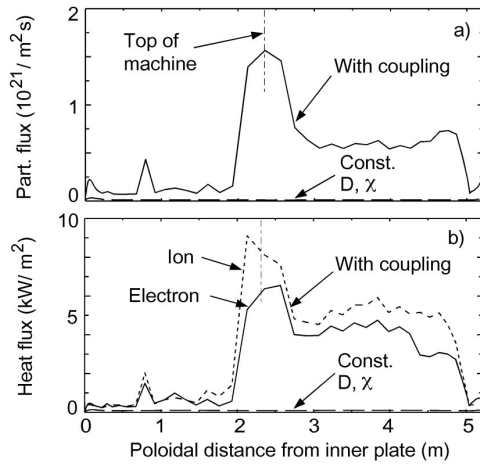 2
a)
Top of
machine
With coupling
1
Const.
D, χ
0
Part. flux (10²¹/ m² s)
10
b)
Ion
With coupling
Electron
5
Const.
D, χ
0
Heat flux (kW/ m²)
0 1 2 3 4 5
Poloidal distance from inner plate (m)